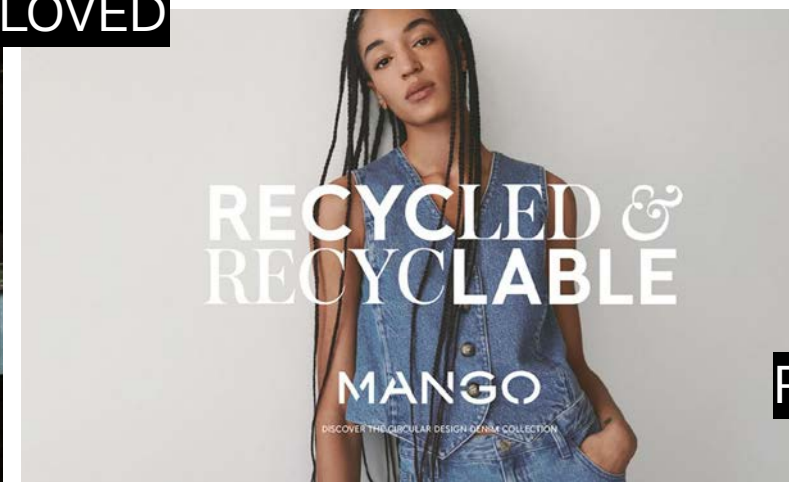 LOVED
RECYCLED &
RECYCLABLE
MANGO
DISCOVER THE CIRCULAR DESIGN DENIM COLLECTION